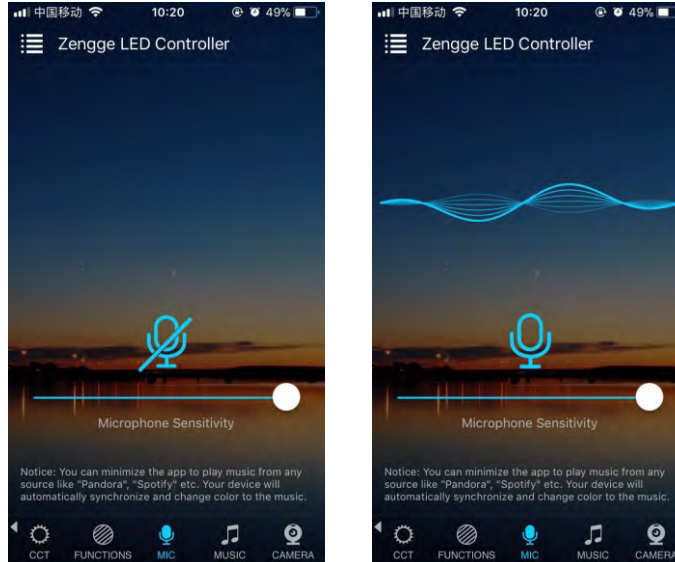 中国移动 10:20 49%
Zengge LED Controller
Microphone Sensitivity
Notice: You can minimize the app to play music from any
source like "Pandora", "Spotify" etc. Your device will
automatically synchronize and change color to the music.
CCT FUNCTIONS MIC MUSIC CAMERA
中国移动 10:20 49%
Zengge LED Controller
Microphone Sensitivity
Notice: You can minimize the app to play music from any
source like "Pandora", "Spotify" etc. Your device will
automatically synchronize and change color to the music.
CCT FUNCTIONS MIC MUSIC CAMERA